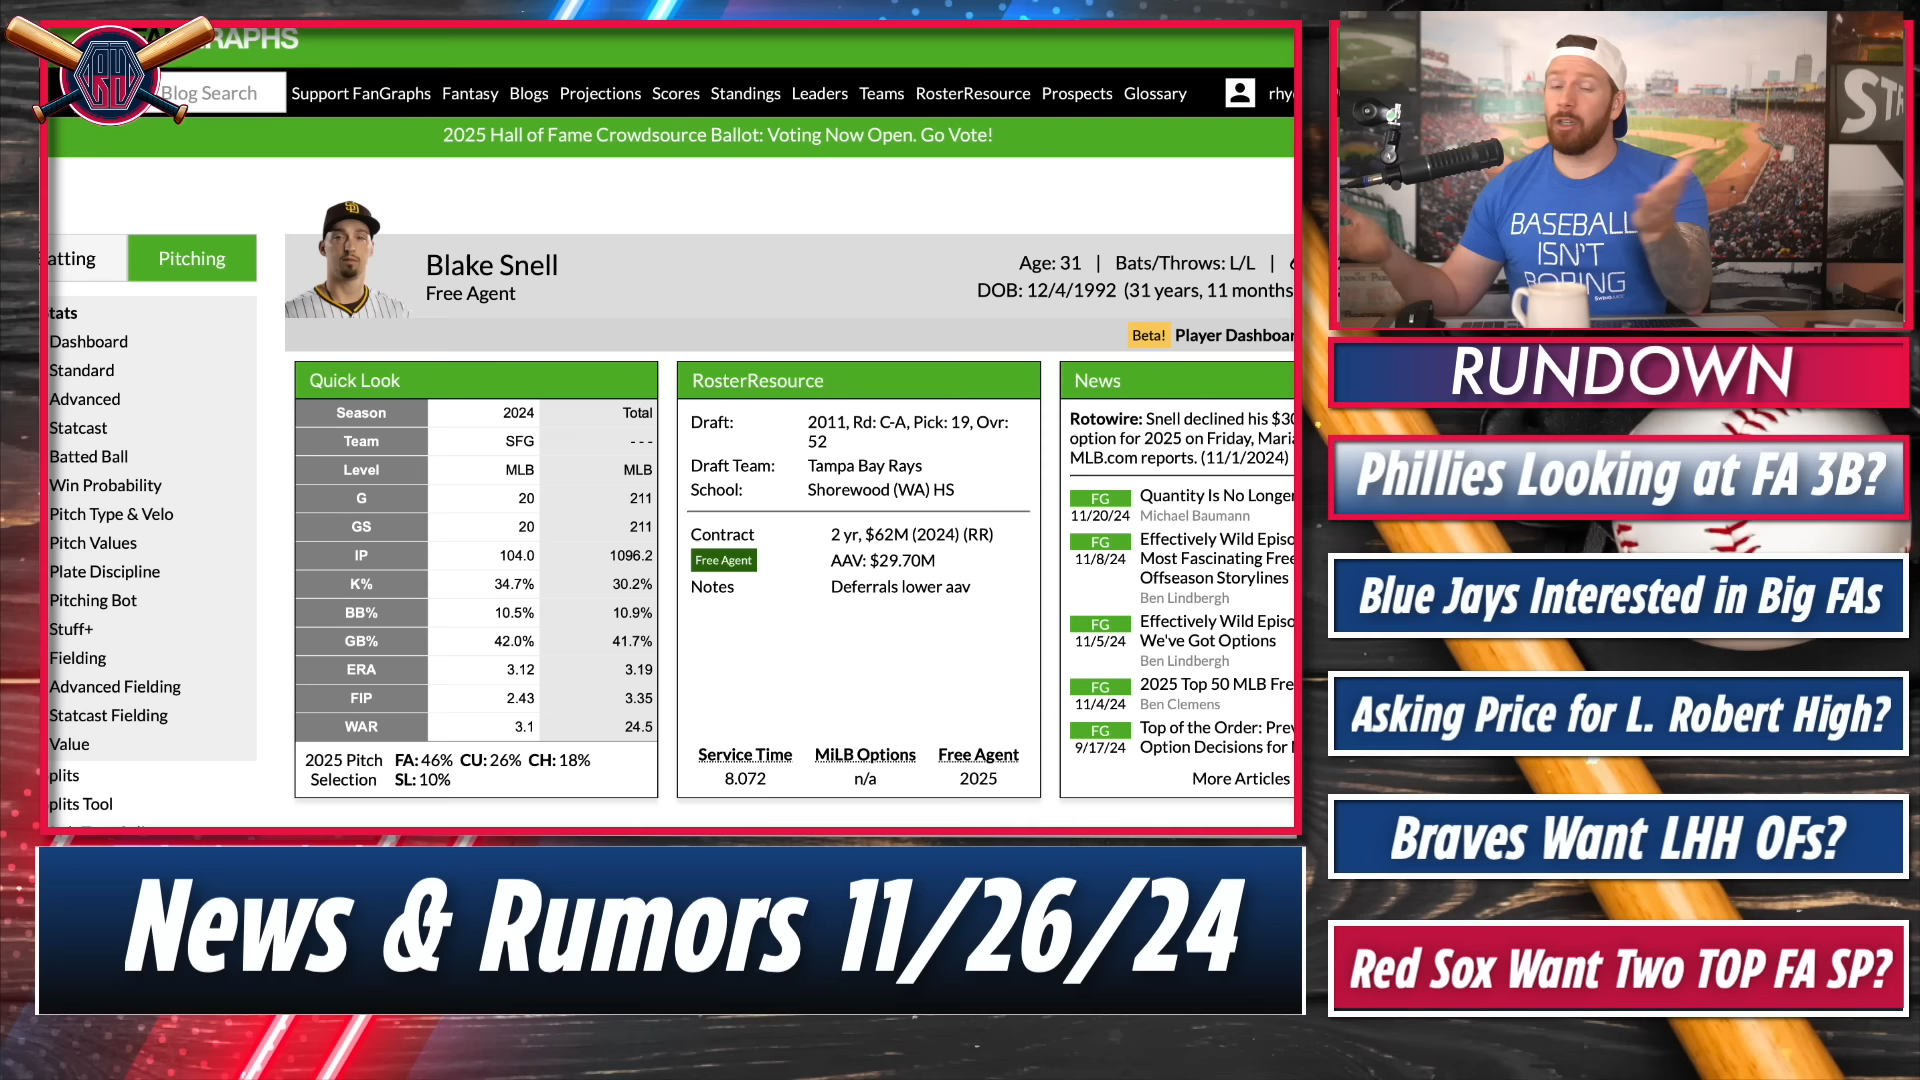 GRAPHS
Blog Search
Support FanGraphs Fantasy Blogs Projections Scores Standings Leaders Teams RosterResource Prospects Glossary
2025 Hall of Fame Crowdsource Ballot: Voting Now Open. Go Vote!
atting
Pitching
tats
Dashboard
Standard
Advanced
Statcast
Batted Ball
Win Probability
Pitch Type & Velo
Pitch Values
Plate Discipline
Pitching Bot
Stuff+
Fielding
Advanced Fielding
Statcast Fielding
Value
plits
plits Tool
Blake Snell
Free Agent
Age: 31 | Bats/Throws: L/L |
DOB: 12/4/1992 (31 years, 11 months
Beta! Player Dashboar
Quick Look
Season 2024 Total
Team SFG ---
Level MLB MLB
G 20 211
GS 20 211
IP 104.0 1096.2
K% 34.7% 30.2%
BB% 10.5% 10.9%
GB% 42.0% 41.7%
ERA 3.12 3.19
FIP 2.43 3.35
WAR 3.1 24.5
2025 Pitch Selection FA: 46% CU: 26% CH: 18%
SL: 10%
RosterResource
Draft: 2011, Rd: C-A, Pick: 19, Ovr:
52
Draft Team: Tampa Bay Rays
School: Shorewood (WA) HS
Contract 2 yr, $62M (2024) (RR)
Free Agent AAV: $29.70M
Notes Deferrals lower aav
Service Time MiLB Options Free Agent
8.072 n/a 2025
News
Rotowire: Snell declined his $30
option for 2025 on Friday, Maria
MLB.com reports. (11/1/2024)
FG Quantity Is No Longer
11/20/24 Michael Baumann
FG Effectively Wild Episo
11/8/24 Most Fascinating Free
Offseason Storylines
Ben Lindbergh
FG Effectively Wild Episo
11/5/24 We've Got Options
Ben Lindbergh
FG 2025 Top 50 MLB Fre
11/4/24 Ben Clemens
FG Top of the Order: Prev
9/17/24 Option Decisions for
More Articles
BASEBALL
ISN'T
BORING
STR
RUNDOWN
Phillies Looking at FA 3B?
Blue Jays Interested in Big FAs
Asking Price for L. Robert High?
Braves Want LHH OFs?
Red Sox Want Two TOP FA SP?
News & Rumors 11/26/24